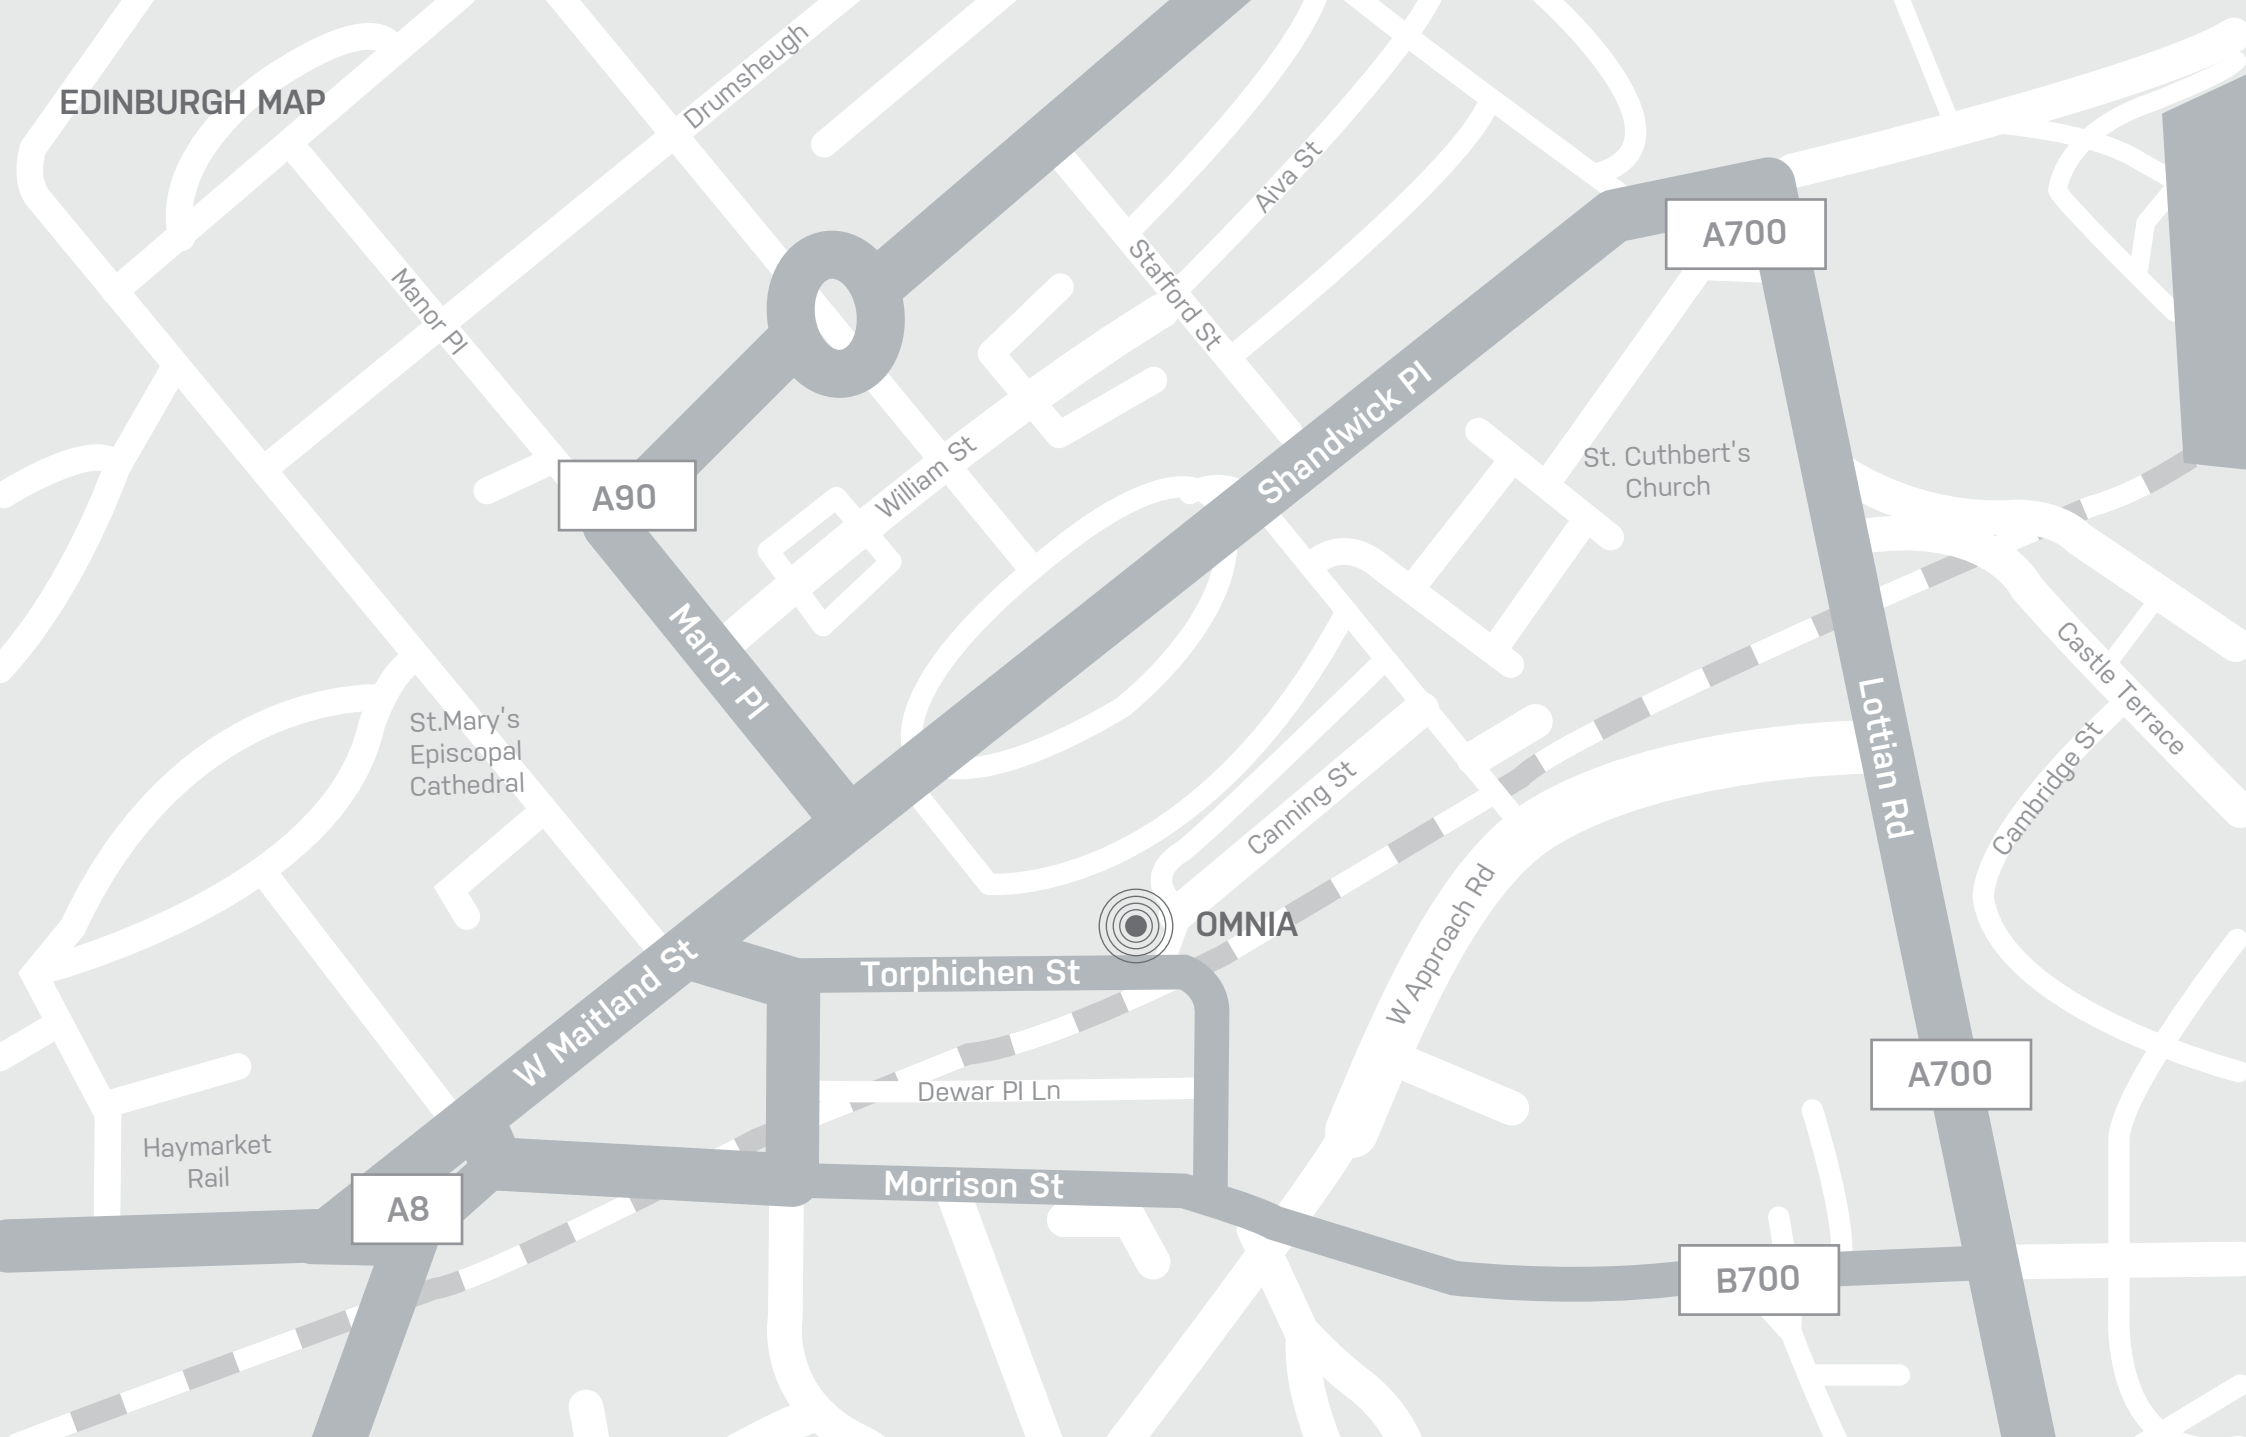 Drumsheugh
EDINBURGH MAP
Aiva St
A700
Stafford St
Manor Pl
Shandwick Pl
St. Cuthbert's
Church
William St
A90
Manor Pl
Castle Terrace
St.Mary's
Episcopal
Cathedral
Lottian Rd
Cambridge St
Canning St
W Approach Rd
OMNIA
Torphichen St
W Maitland St
A700
Dewar Pl Ln
Haymarket
Rail
Morrison St
A8
B700